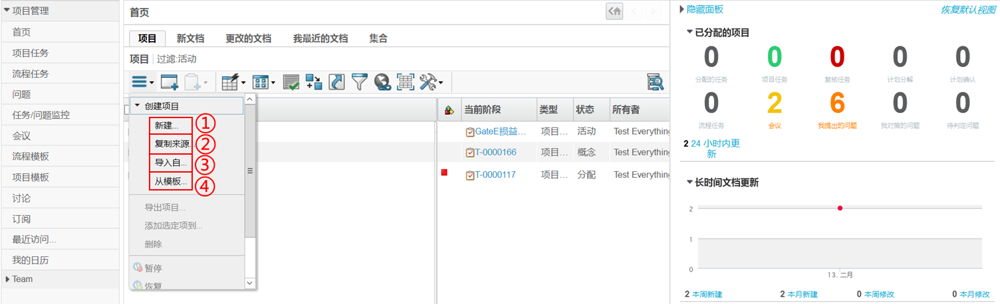 项目管理
首页
项目任务
流程任务
问题
任务/问题监控
会议
流程模板
项目模板
讨论
订阅
最近访问...
我的日历
Team
首页
项目 新文档 更改的文档 我最近的文档 集合
项目 过滤:活动
创建项目
新建... ①
复制来源... ②
导入自... ③
从模板... ④
导出项目...
添加选定项到...
删除
暂停
恢复
当前阶段 类型 状态 所有者
GateE损益... 项目... 活动 Test Everything
T-0000166 项目... 概念 Test Everything
T-0000117 项目... 分配 Test Everything
隐藏面板 恢复默认视图
已分配的项目
0 0 0 0 0
分配的任务 项目任务 复核任务 计划分解 计划确认
0 2 6 0 0
流程任务 会议 我提出的问题 我对策的问题 待判定问题
2 24 小时内更
新
长时间文档更新
2
1
0
13. 二月
2 本周新建 2 本月新建 0 本周修改 0 本月修改